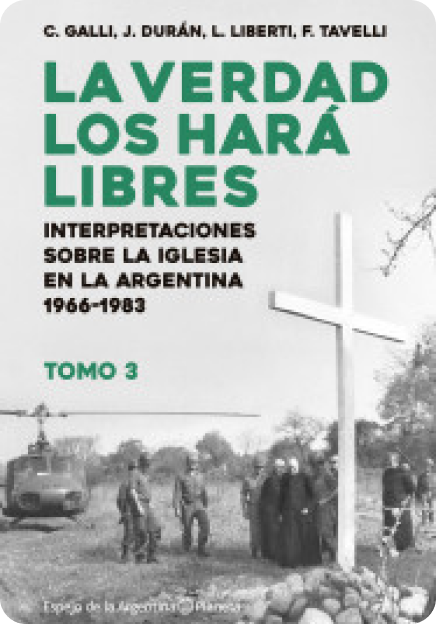 C. GALLI, J. DURÁN, L. LIBERTI, F. TAVELLI
LA VERDAD
LOS HARÁ
LIBRES
INTERPRETACIONES
SOBRE LA IGLESIA
EN LA ARGENTINA
1966-1983
TOMO 3
Espejo de la Argentina Planeta